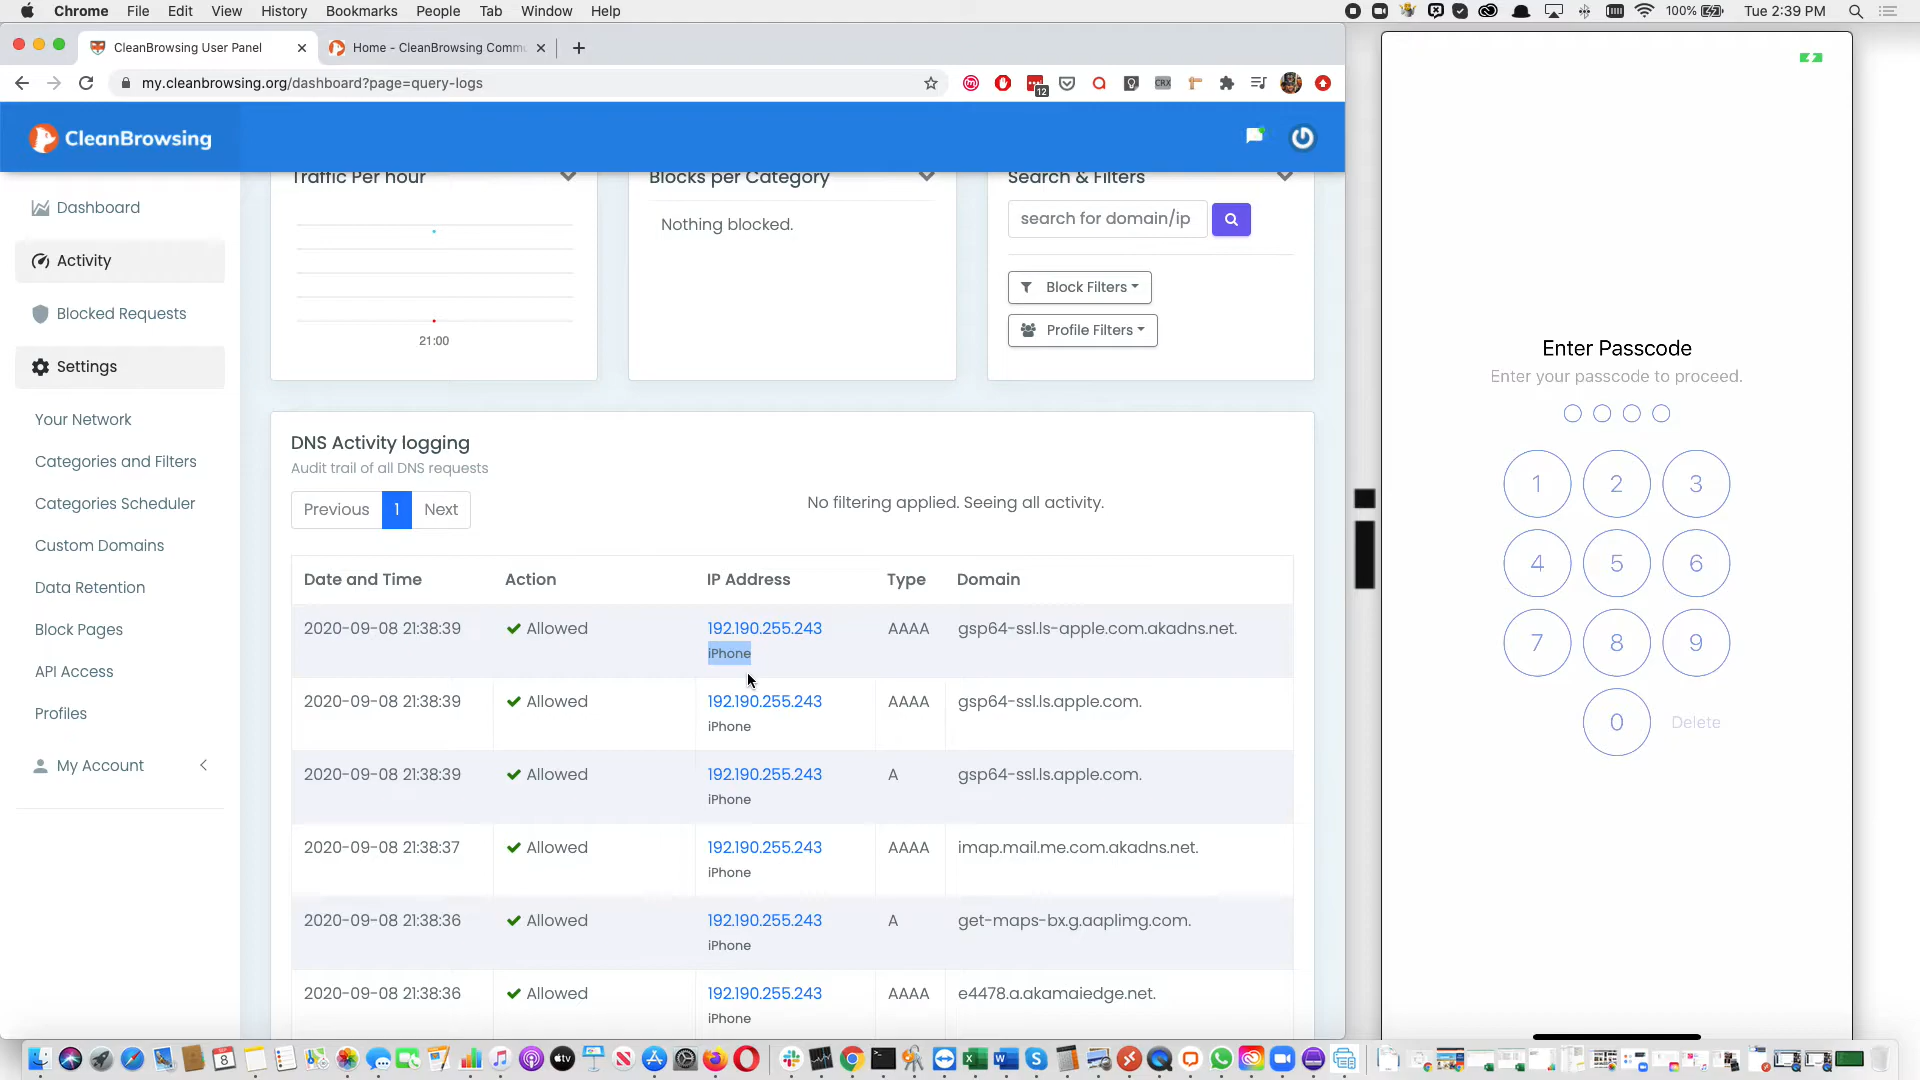 Chrome File Edit View History Bookmarks People Tab Window Help
100% Tue 2:39 PM
CleanBrowsing User Panel
Home - CleanBrowsing Commu
my.cleanbrowsing.org/dashboard?page=query-logs
12
CRX
CleanBrowsing
Dashboard
Activity
Blocked Requests
Settings
Your Network
Categories and Filters
Categories Scheduler
Custom Domains
Data Retention
Block Pages
API Access
Profiles
My Account
Traffic Per hour
21:00
Blocks per Category
Nothing blocked.
Search & Filters
search for domain/ip
Block Filters
Profile Filters
DNS Activity logging
Audit trail of all DNS requests
Previous 1 Next
No filtering applied. Seeing all activity.
Date and Time Action IP Address Type Domain
2020-09-08 21:38:39 Allowed 192.190.255.243 AAAA gsp64-ssl.ls-apple.com.akadns.net.
iPhone
2020-09-08 21:38:39 Allowed 192.190.255.243 AAAA gsp64-ssl.ls.apple.com.
iPhone
2020-09-08 21:38:39 Allowed 192.190.255.243 A gsp64-ssl.ls.apple.com.
iPhone
2020-09-08 21:38:37 Allowed 192.190.255.243 AAAA imap.mail.me.com.akadns.net.
iPhone
2020-09-08 21:38:36 Allowed 192.190.255.243 A get-maps-bx.g.aaplimg.com.
iPhone
2020-09-08 21:38:36 Allowed 192.190.255.243 AAAA e4478.a.akamaiedge.net.
iPhone
Enter Passcode
Enter your passcode to proceed.
1 2 3
4 5 6
7 8 9
0 Delete
8
tv